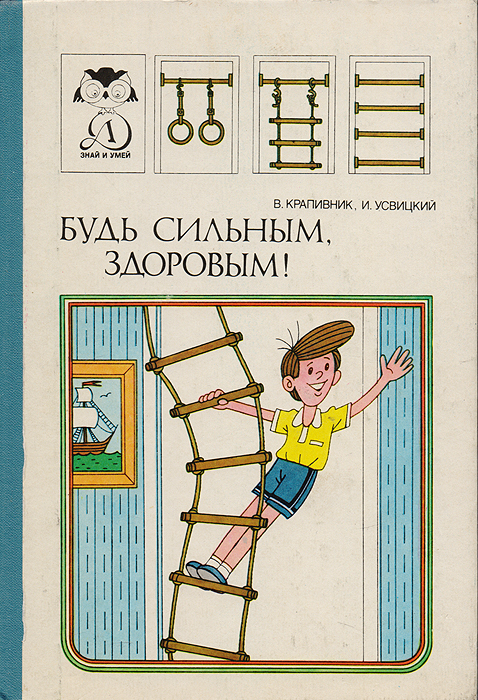 Д
ЗНАЙ И УМЕЙ
В. КРАПИВНИК, И. УСВИЦКИЙ
БУДЬ СИЛЬНЫМ,
ЗДОРОВЫМ!